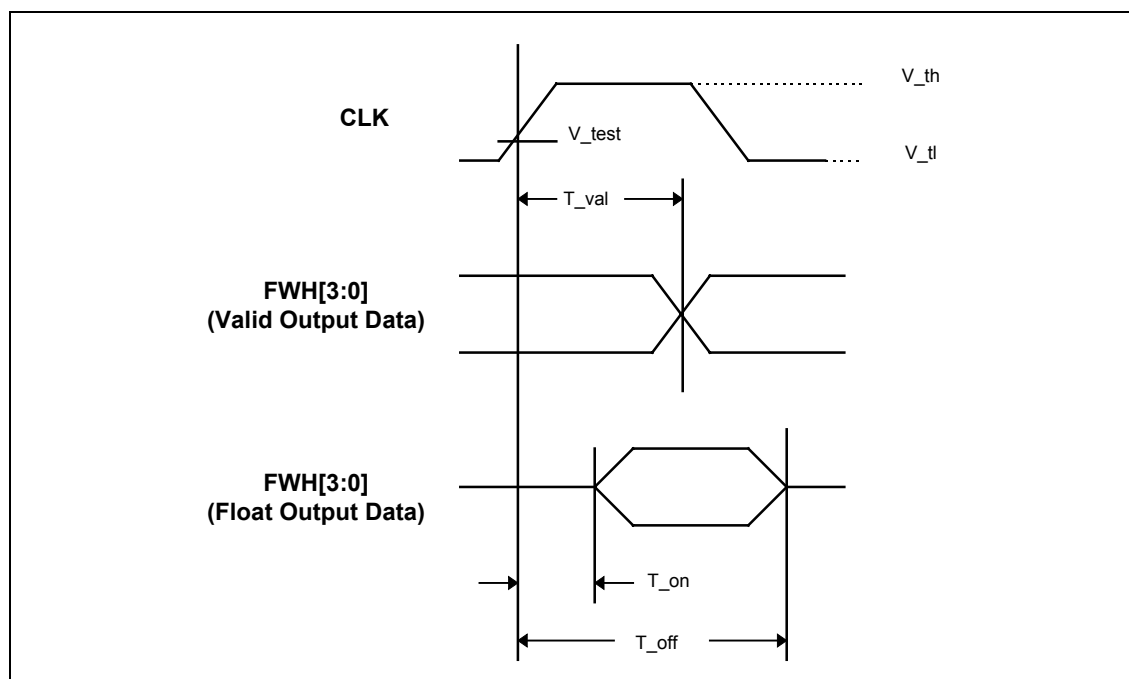 V_th
CLK
V_test
V_tl
T_val
FWH[3:0]
(Valid Output Data)
FWH[3:0]
(Float Output Data)
T_on
T_off